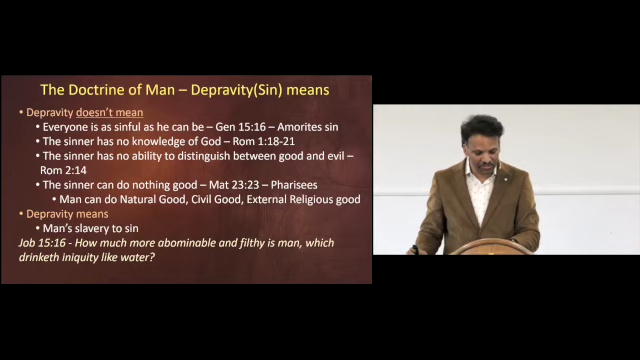 The Doctrine of Man – Depravity(Sin) means
• Depravity doesn't mean
• Everyone is as sinful as he can be – Gen 15:16 – Amorites sin
• The sinner has no knowledge of God – Rom 1:18-21
• The sinner has no ability to distinguish between good and evil –
Rom 2:14
• The sinner can do nothing good – Mat 23:23 – Pharisees
• Man can do Natural Good, Civil Good, External Religious good
• Depravity means
• Man's slavery to sin
Job 15:16 - How much more abominable and filthy is man, which
drinketh iniquity like water?